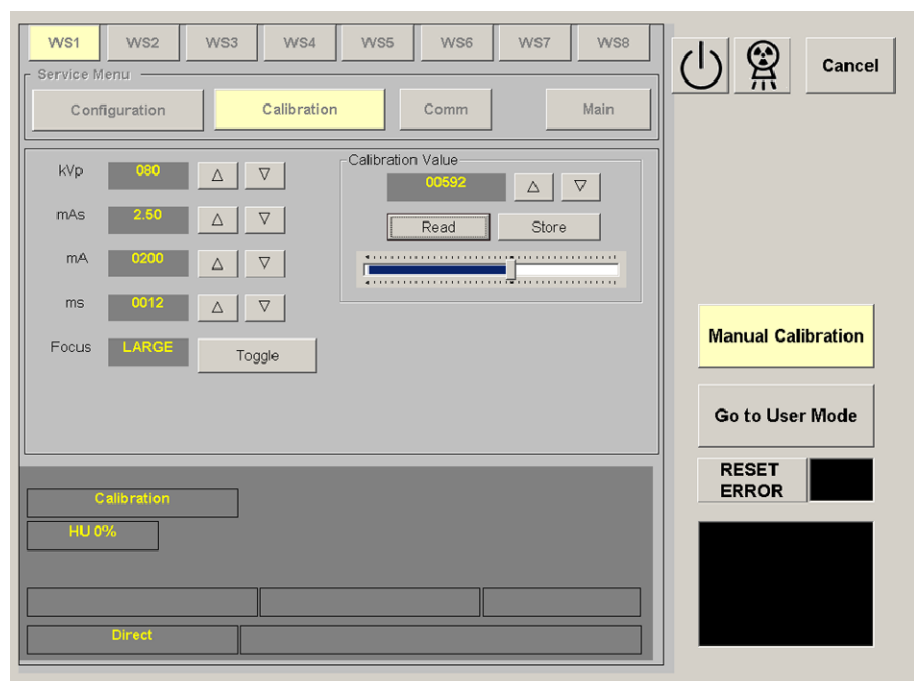 WS1 WS2 WS3 WS4 WS5 WS6 WS7 WS8
Cancel
Service Menu
Configuration Calibration Comm Main
kVp 080
Calibration Value
00592
mAs 2.50
Read Store
mA 0200
ms 0012
Focus LARGE Toggle
Manual Calibration
Go to User Mode
RESET
ERROR
Calibration
HU 0%
Direct